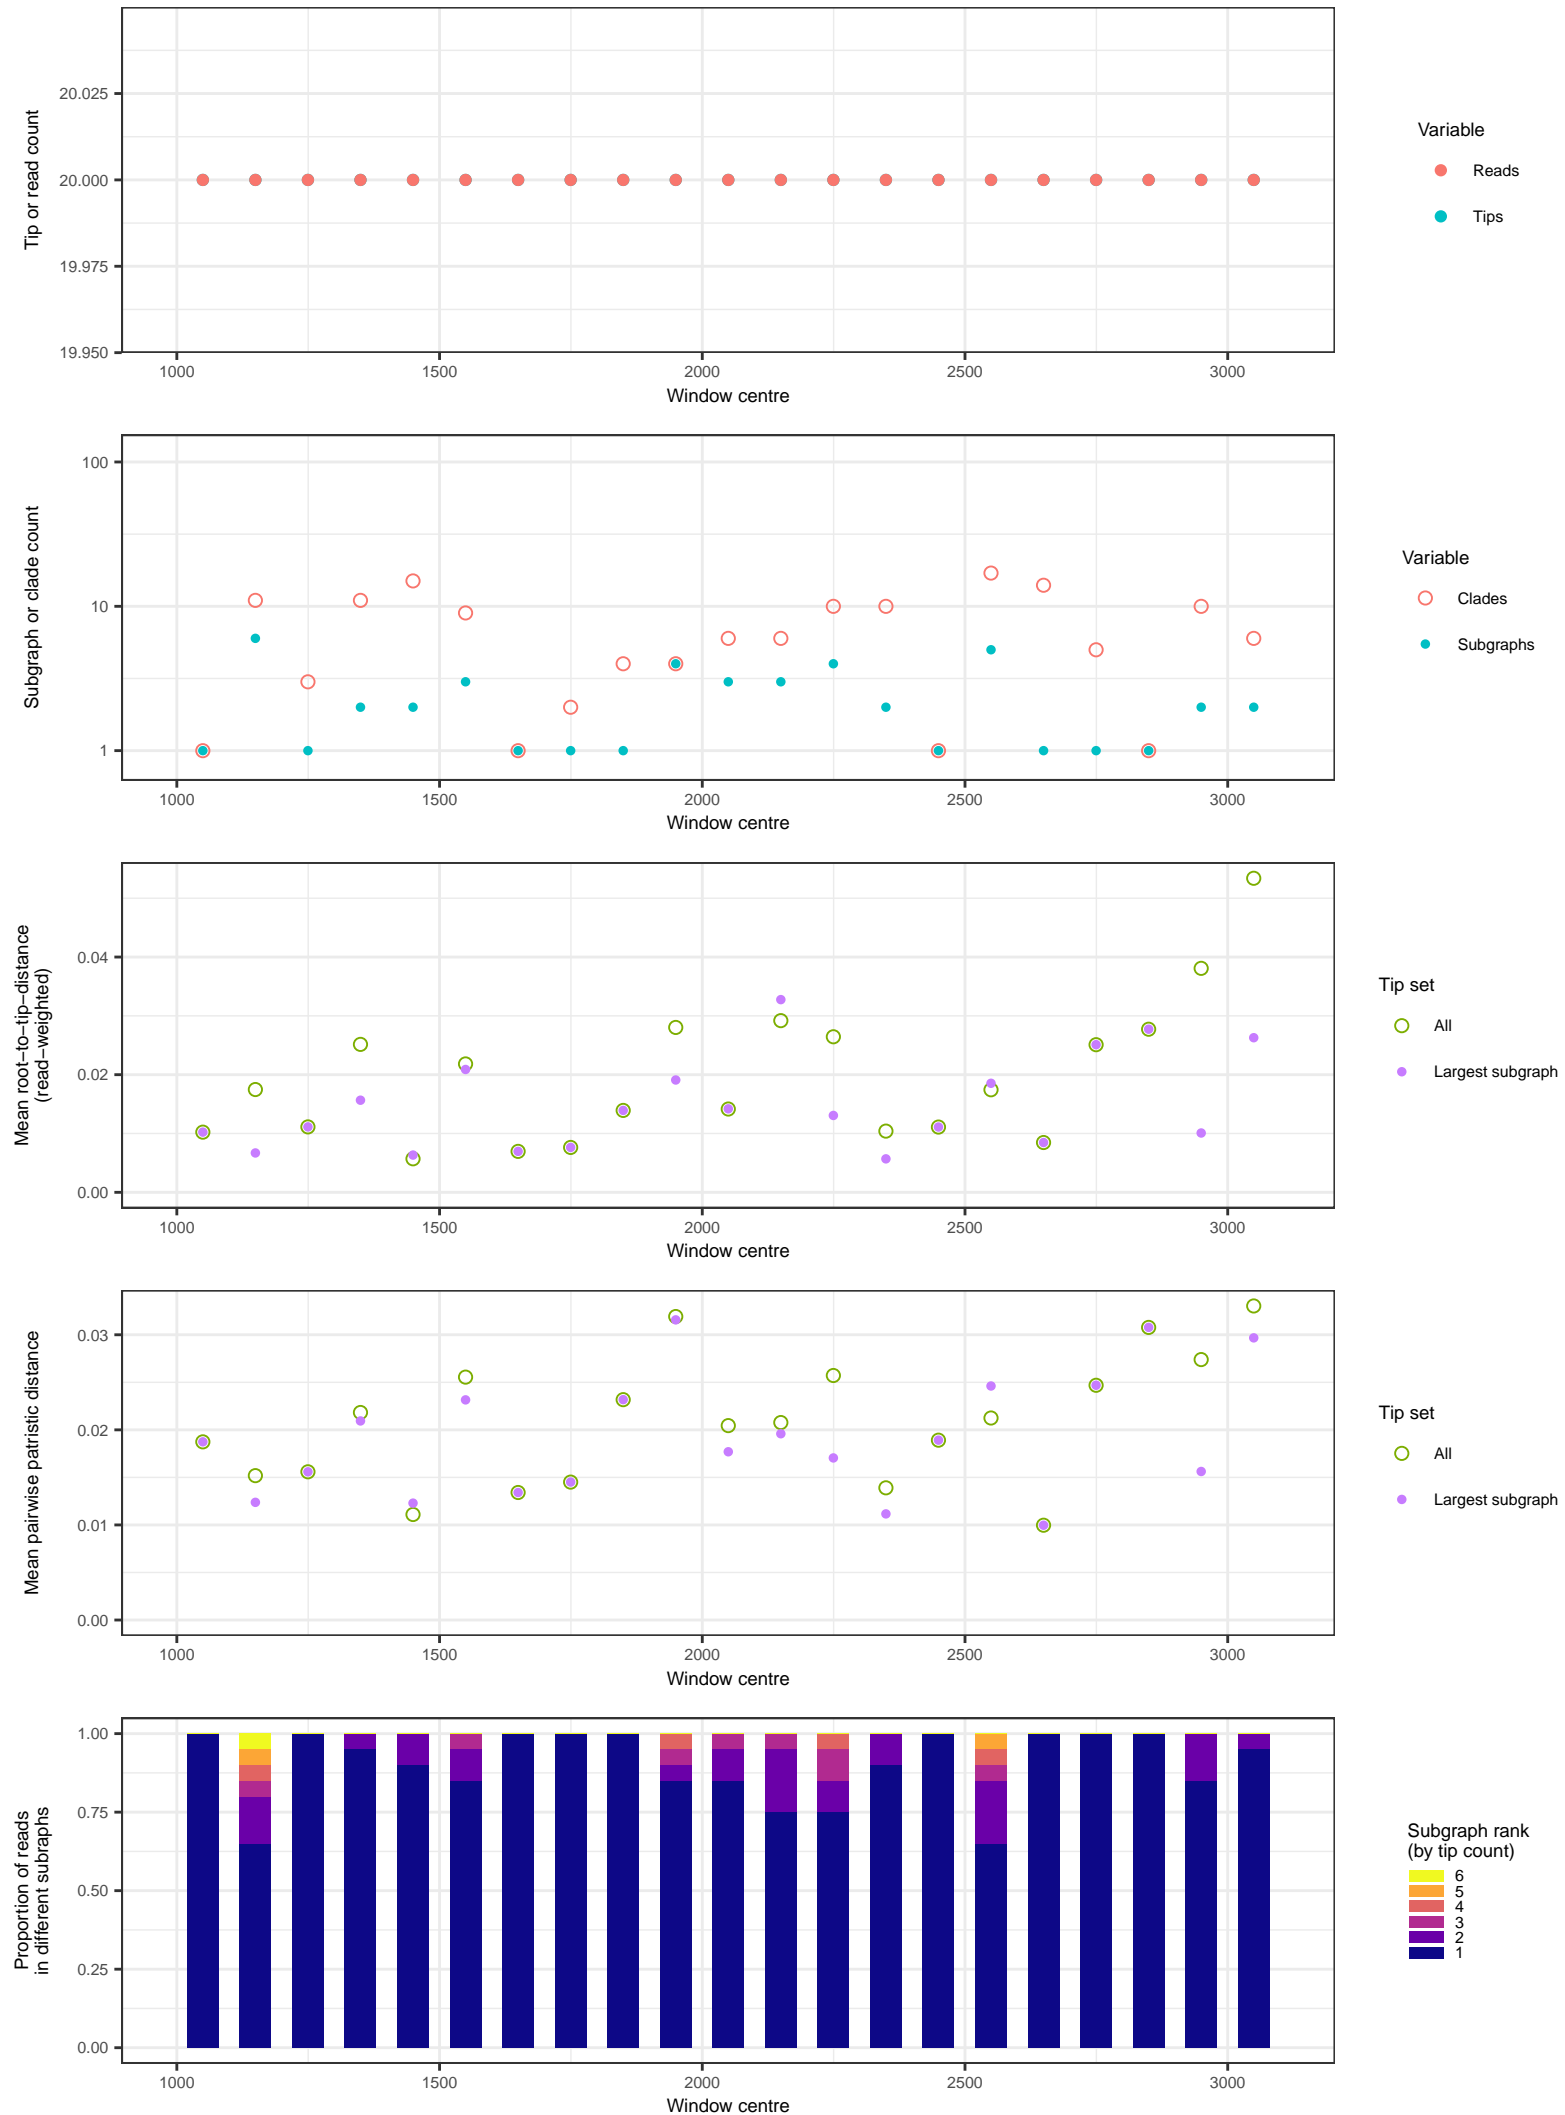 Tip or read count
20.025
20.000
19.975
19.950
1000 1500 2000 2500 3000
Window centre
Variable
Reads
Tips
Subgraph or clade count
100
10
1
1000 1500 2000 2500 3000
Window centre
Variable
Clades
Subgraphs
Mean root−to−tip−distance
(read−weighted)
0.04
0.02
0.00
1000 1500 2000 2500 3000
Window centre
Tip set
All
Largest subgraph
Mean pairwise patristic distance
0.03
0.02
0.01
0.00
1000 1500 2000 2500 3000
Window centre
Tip set
All
Largest subgraph
Proportion of reads
in different subraphs
1.00
0.75
0.50
0.25
0.00
1000 1500 2000 2500 3000
Window centre
Subgraph rank
(by tip count)
6
5
4
3
2
1